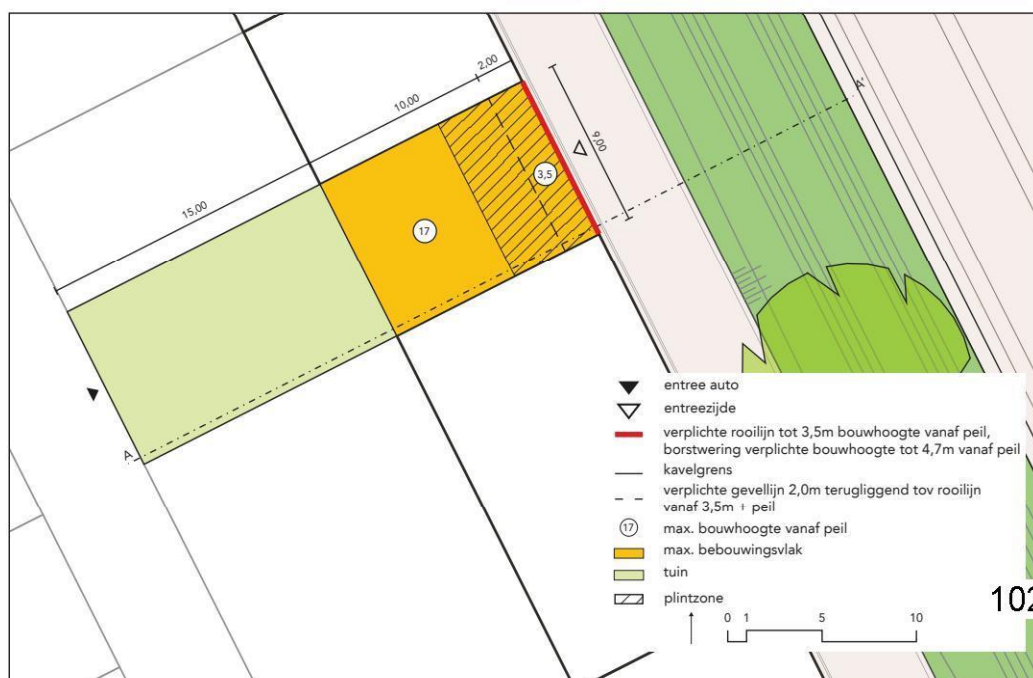 2,00
A'
10,00
9,00
3,5
15,00
17
A
entree auto
entreezijde
verplichte rooilijn tot 3,5m bouwhoogte vanaf peil,
borstwering verplichte bouwhoogte tot 4,7m vanaf peil
kavelgrens
verplichte gevellijn 2,0m terugliggend tov rooilijn
vanaf 3,5m + peil
17 max. bouwhoogte vanaf peil
max. bebouwingsvlak
tuin
plintzone
102
0 1 5 10